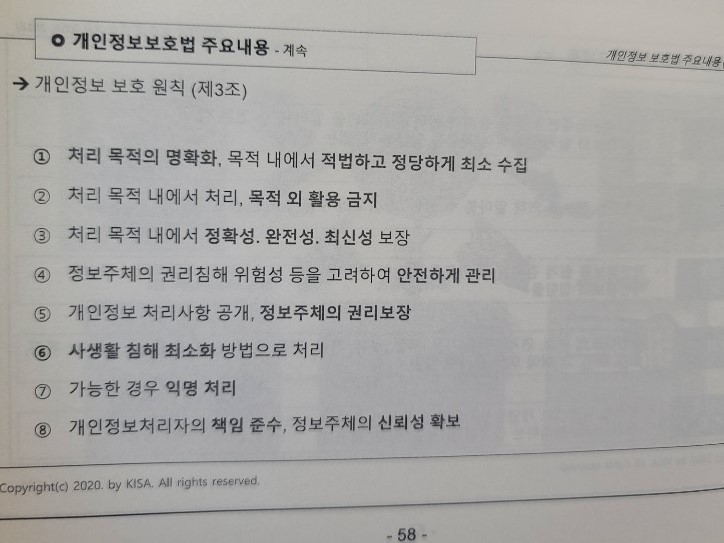 ○ 개인정보보호법 주요내용 - 계속
개인정보 보호법 주요내용
→ 개인정보 보호 원칙 (제3조)
① 처리 목적의 명확화, 목적 내에서 적법하고 정당하게 최소 수집
② 처리 목적 내에서 처리, 목적 외 활용 금지
③ 처리 목적 내에서 정확성. 완전성. 최신성 보장
④ 정보주체의 권리침해 위험성 등을 고려하여 안전하게 관리
⑤ 개인정보 처리사항 공개, 정보주체의 권리보장
⑥ 사생활 침해 최소화 방법으로 처리
⑦ 가능한 경우 익명 처리
⑧ 개인정보처리자의 책임 준수, 정보주체의 신뢰성 확보
Copyright(c) 2020. by KISA. All rights reserved.
- 58 -